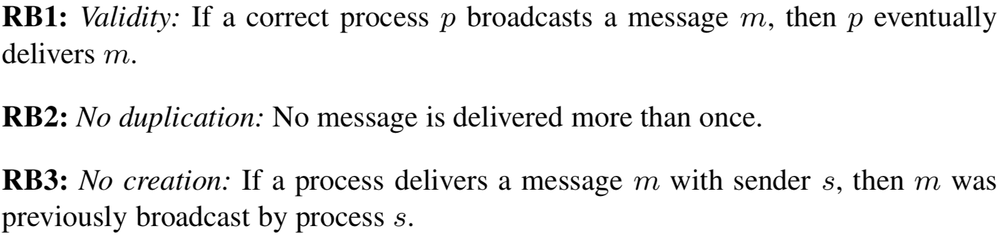 RB1: Validity: If a correct process p broadcasts a message m, then p eventually
delivers m.
RB2: No duplication: No message is delivered more than once.
RB3: No creation: If a process delivers a message m with sender s, then m was
previously broadcast by process s.